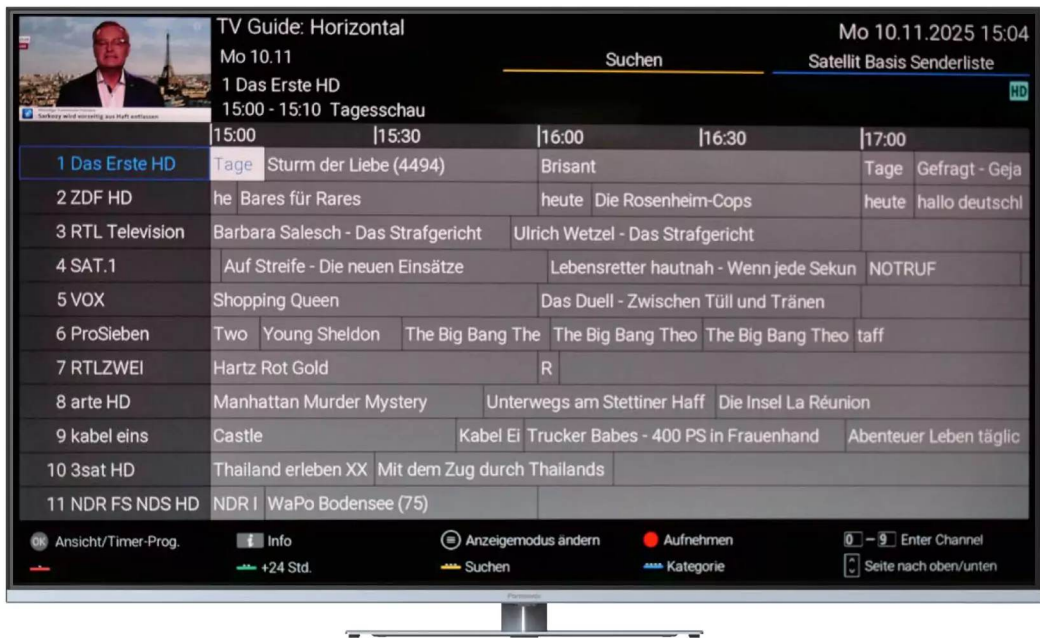 TV Guide: Horizontal
Mo 10.11.2025 15:04
Mo 10.11
Suchen
Satellit Basis Senderliste
1 Das Erste HD
HD
15:00 - 15:10 Tagesschau
Sarkozy wird vorzeitig aus Haft entlassen
15:00 15:30 16:00 16:30 17:00
1 Das Erste HD Tage Sturm der Liebe (4494) Brisant Tage Gefragt - Geja
2 ZDF HD he Bares für Rares heute Die Rosenheim-Cops heute hallo deutschl
3 RTL Television Barbara Salesch - Das Strafgericht Ulrich Wetzel - Das Strafgericht
4 SAT.1 Auf Streife - Die neuen Einsätze Lebensretter hautnah - Wenn jede Sekun NOTRUF
5 VOX Shopping Queen Das Duell - Zwischen Tüll und Tränen
6 ProSieben Two Young Sheldon The Big Bang The The Big Bang Theo The Big Bang Theo taff
7 RTLZWEI Hartz Rot Gold R
8 arte HD Manhattan Murder Mystery Unterwegs am Stettiner Haff Die Insel La Réunion
9 kabel eins Castle Kabel Ei Trucker Babes - 400 PS in Frauenhand Abenteuer Leben täglic
10 3sat HD Thailand erleben XX Mit dem Zug durch Thailands
11 NDR FS NDS HD NDR I WaPo Bodensee (75)
OK Ansicht/Timer-Prog. i Info Anzeigemodus ändern Aufnehmen 0 - 9 Enter Channel
+24 Std. Suchen Kategorie Seite nach oben/unten
Panasonic